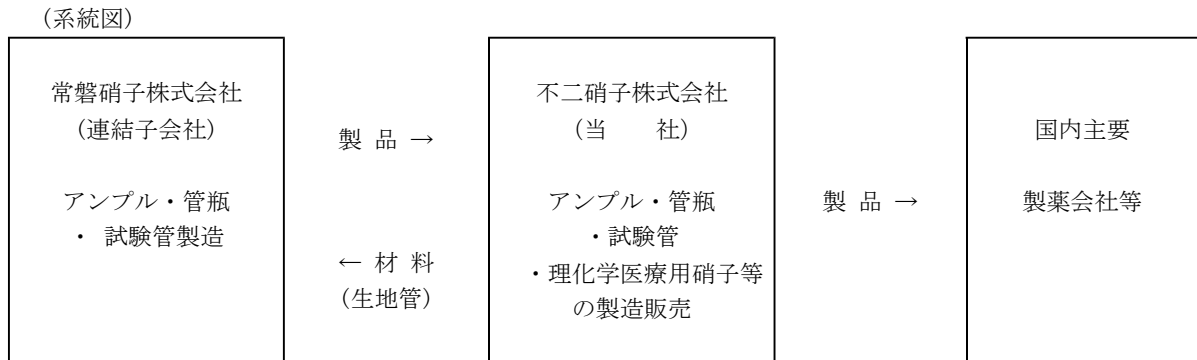 (系統図)
常磐硝子株式会社
(連結子会社)
アンプル・管瓶
・ 試験管製造
製 品 →
← 材 料
(生地管)
不二硝子株式会社
(当　　社)
アンプル・管瓶
・試験管
・理化学医療用硝子等
の製造販売
製 品 →
国内主要
製薬会社等